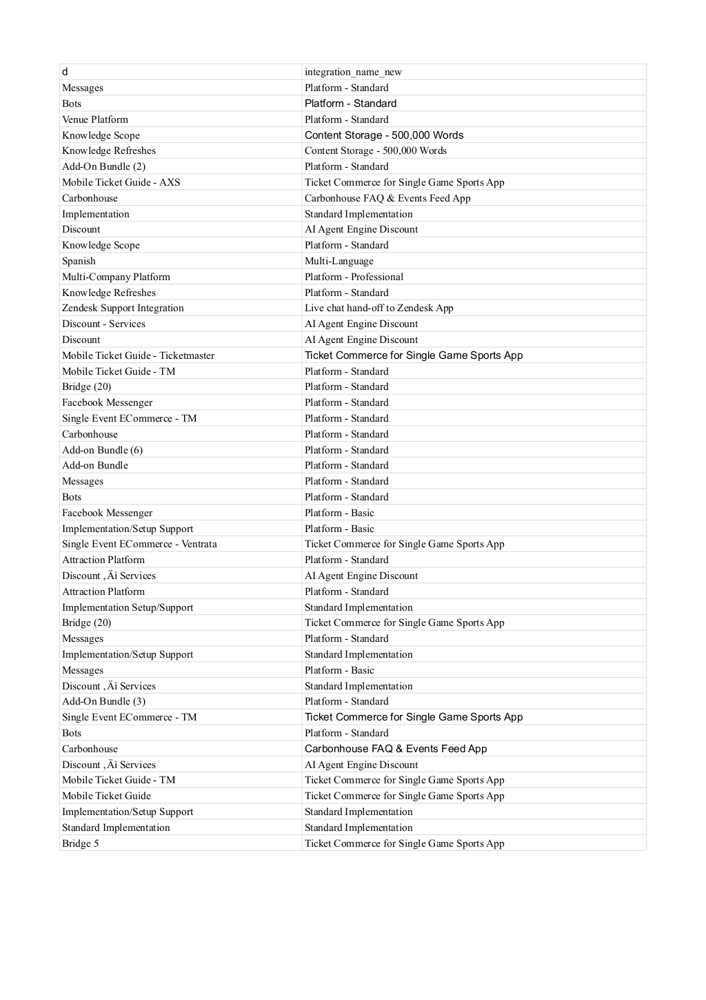 d integration_name_new
Messages Platform - Standard
Bots Platform - Standard
Venue Platform Platform - Standard
Knowledge Scope Content Storage - 500,000 Words
Knowledge Refreshes Content Storage - 500,000 Words
Add-On Bundle (2) Platform - Standard
Mobile Ticket Guide - AXS Ticket Commerce for Single Game Sports App
Carbonhouse Carbonhouse FAQ & Events Feed App
Implementation Standard Implementation
Discount AI Agent Engine Discount
Knowledge Scope Platform - Standard
Spanish Multi-Language
Multi-Company Platform Platform - Professional
Knowledge Refreshes Platform - Standard
Zendesk Support Integration Live chat hand-off to Zendesk App
Discount - Services AI Agent Engine Discount
Discount AI Agent Engine Discount
Mobile Ticket Guide - Ticketmaster Ticket Commerce for Single Game Sports App
Mobile Ticket Guide - TM Platform - Standard
Bridge (20) Platform - Standard
Facebook Messenger Platform - Standard
Single Event ECommerce - TM Platform - Standard
Carbonhouse Platform - Standard
Add-on Bundle (6) Platform - Standard
Add-on Bundle Platform - Standard
Messages Platform - Standard
Bots Platform - Standard
Facebook Messenger Platform - Basic
Implementation/Setup Support Platform - Basic
Single Event ECommerce - Ventrata Ticket Commerce for Single Game Sports App
Attraction Platform Platform - Standard
Discount ‚Äì Services AI Agent Engine Discount
Attraction Platform Platform - Standard
Implementation Setup/Support Standard Implementation
Bridge (20) Ticket Commerce for Single Game Sports App
Messages Platform - Standard
Implementation/Setup Support Standard Implementation
Messages Platform - Basic
Discount ‚Äì Services Standard Implementation
Add-On Bundle (3) Platform - Standard
Single Event ECommerce - TM Ticket Commerce for Single Game Sports App
Bots Platform - Standard
Carbonhouse Carbonhouse FAQ & Events Feed App
Discount ‚Äì Services AI Agent Engine Discount
Mobile Ticket Guide - TM Ticket Commerce for Single Game Sports App
Mobile Ticket Guide Ticket Commerce for Single Game Sports App
Implementation/Setup Support Standard Implementation
Standard Implementation Standard Implementation
Bridge 5 Ticket Commerce for Single Game Sports App